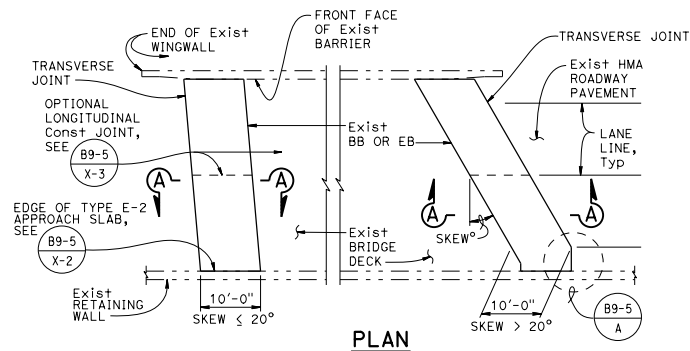 END OF Exist
WINGWALL
FRONT FACE
OF Exist
BARRIER
TRANSVERSE
JOINT
TRANSVERSE JOINT
Exist HMA
ROADWAY
PAVEMENT
OPTIONAL
LONGITUDINAL
Const JOINT,
SEE
B9-5
X-3
Exist
BB OR EB
LANE
LINE,
Typ
A
A
A
A
EDGE OF TYPE E-2
APPROACH SLAB,
SEE
B9-5
X-2
SKEW°
Exist
BRIDGE
DECK
Exist
RETAINING
WALL
10'-0"
SKEW ≤ 20°
10'-0"
SKEW > 20°
B9-5
A
PLAN